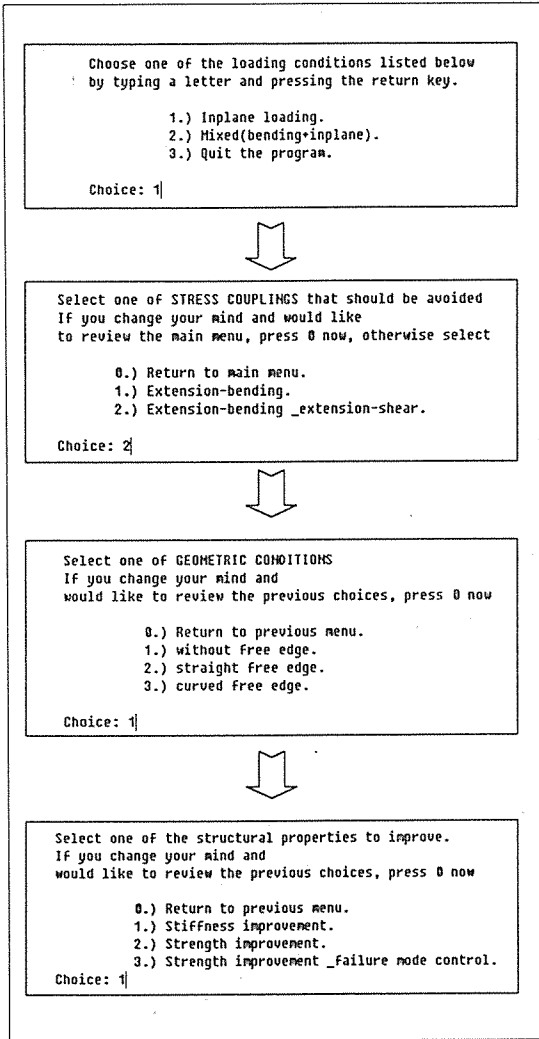 Choose one of the loading conditions listed below
by typing a letter and pressing the return key.
1.) Inplane loading.
2.) Mixed(bending+inplane).
3.) Quit the program.
Choice: 1
Select one of STRESS COUPLINGS that should be avoided
If you change your mind and would like
to review the main menu, press 0 now, otherwise select
0.) Return to main menu.
1.) Extension-bending.
2.) Extension-bending _extension-shear.
Choice: 2
Select one of GEOMETRIC CONDITIONS
If you change your mind and
would like to review the previous choices, press 0 now
0.) Return to previous menu.
1.) without free edge.
2.) straight free edge.
3.) curved free edge.
Choice: 1
Select one of the structural properties to improve.
If you change your mind and
would like to review the previous choices, press 0 now
0.) Return to previous menu.
1.) Stiffness improvement.
2.) Strength improvement.
3.) Strength improvement _failure mode control.
Choice: 1